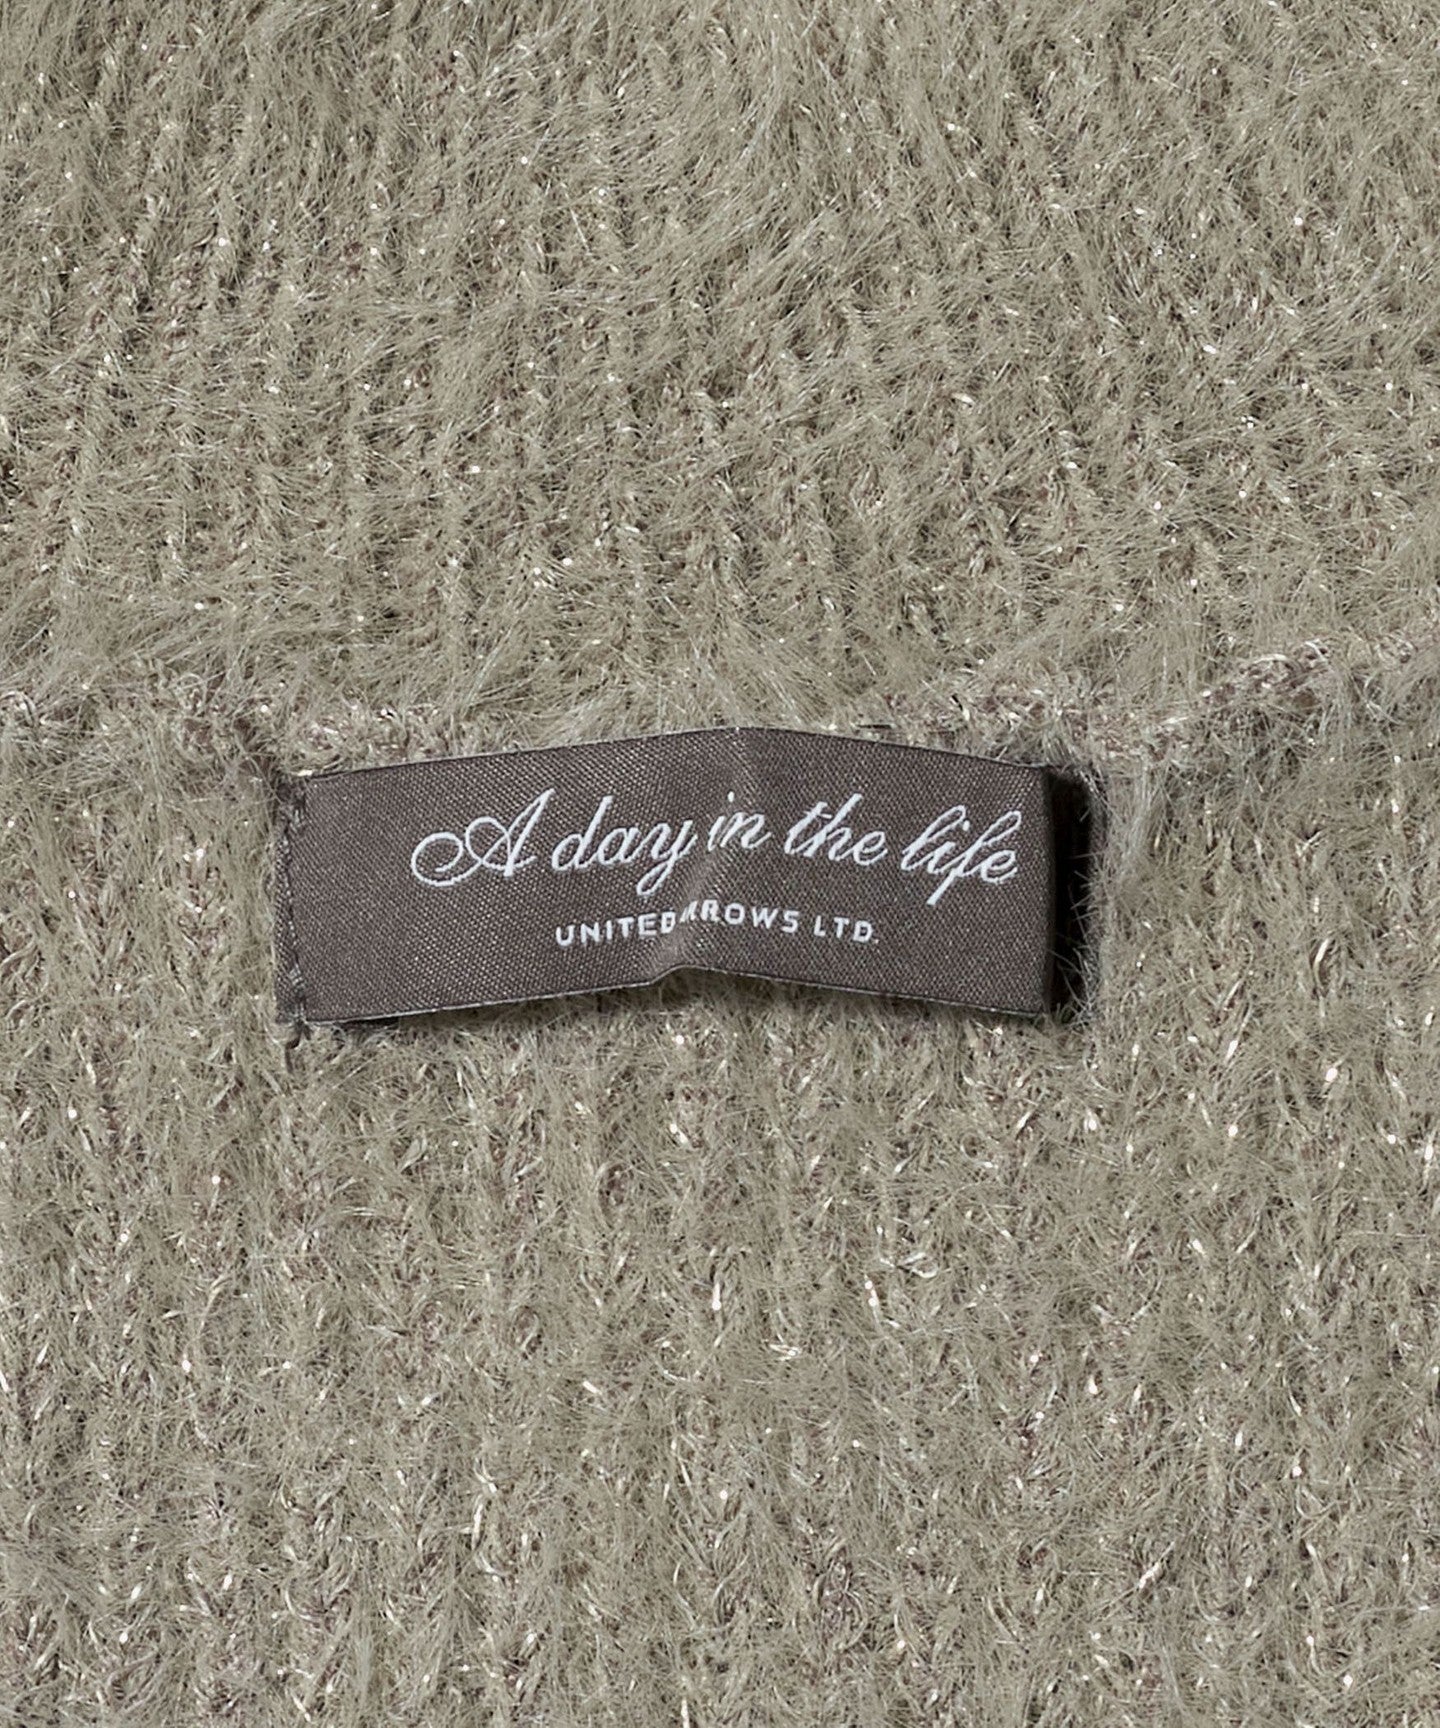 A day in the life
UNITED ARROWS LTD.